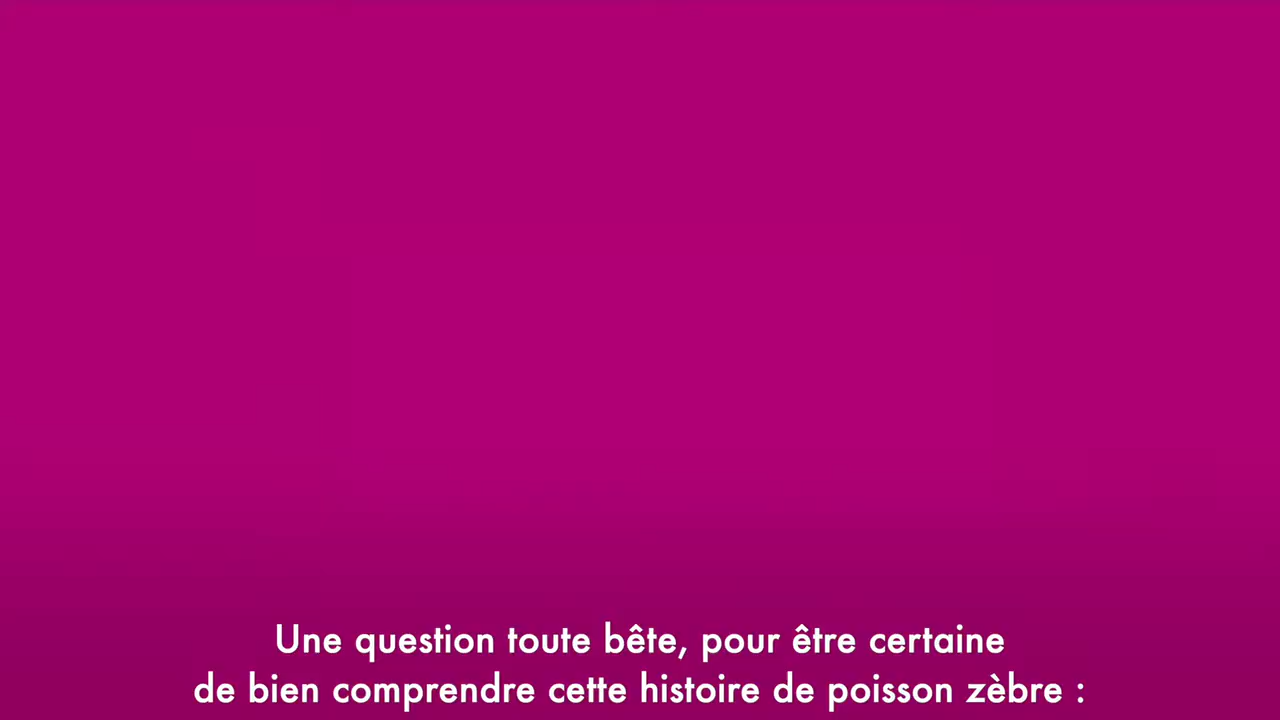 Une question toute bête, pour être certaine
de bien comprendre cette histoire de poisson zèbre :